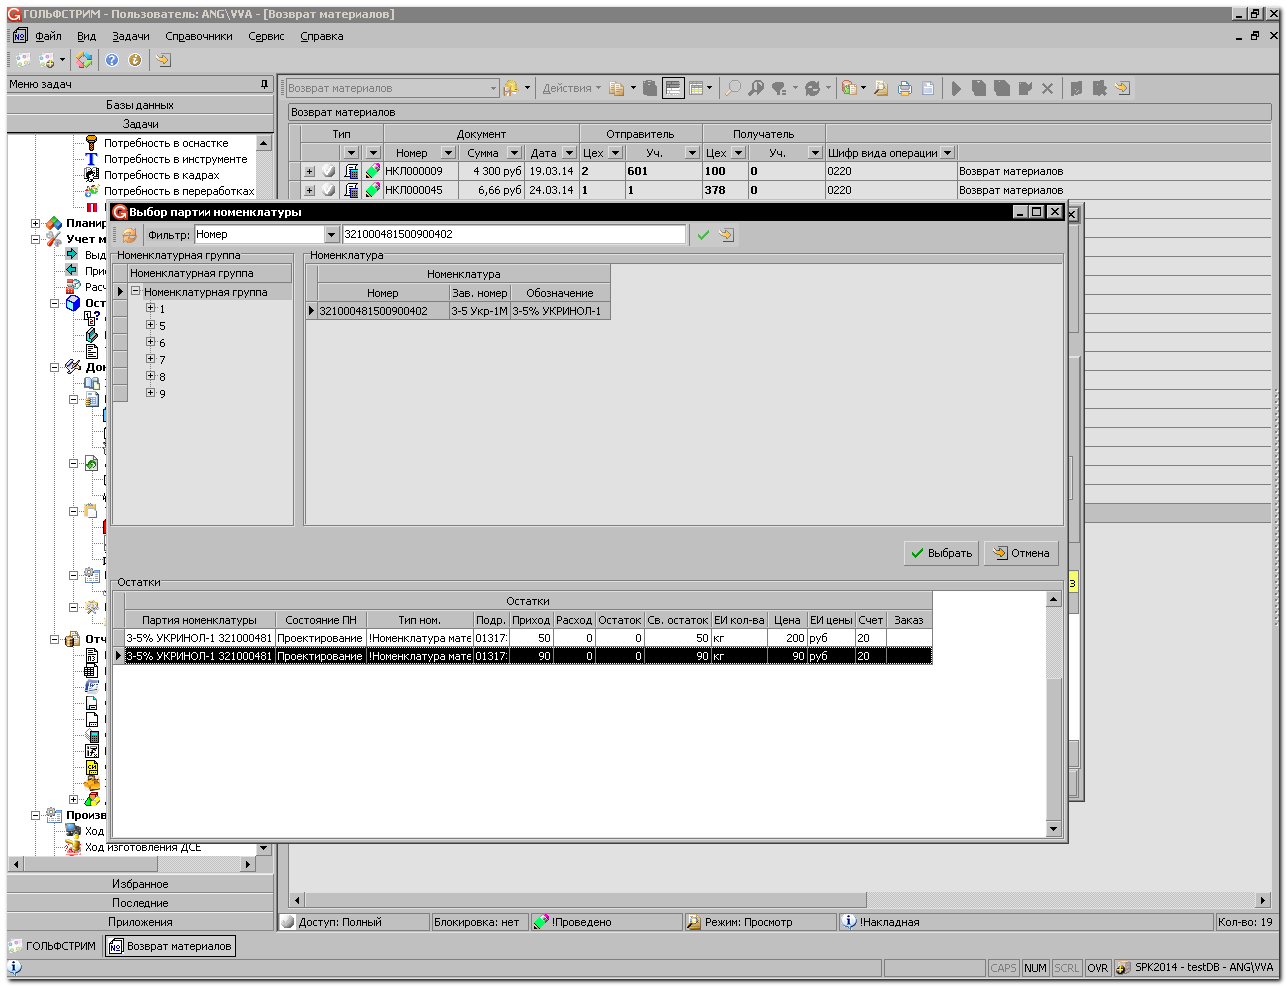 ГОЛЬФСТРИМ - Пользователь: ANG\VVA - [Возврат материалов]
Файл Вид Задачи Справочники Сервис Справка
Меню задач
Базы данных
Задачи
Потребность в оснастке
Потребность в инструменте
Потребность в кадрах
Потребность в переработках
Планир
Учет м
Выд
При
Рас
Ост
До
Отч
Произв
Ход
Ход изготовления ДСЕ
Избранное
Последние
Приложения
Возврат материалов Действия
Возврат материалов
Тип Документ Отправитель Получатель
Номер Сумма Дата Цех Уч. Цех Уч. Шифр вида операции
НКЛ000009 4 300 руб 19.03.14 2 601 100 0 0220 Возврат материалов
НКЛ000045 6,66 руб 24.03.14 1 1 378 0 0220 Возврат материалов
Выбор партии номенклатуры
Фильтр: Номер 321000481500900402
Номенклатурная группа
Номенклатурная группа
Номенклатурная группа
1
5
6
7
8
9
Номенклатура
Номенклатура
Номер Зав. номер Обозначение
321000481500900402 3-5 Укр-1М 3-5% УКРИНОЛ-1
Выбрать Отмена
Остатки
Остатки
Партия номенклатуры Состояние ПН Тип ном. Подр. Приход Расход Остаток Св. остаток ЕИ кол-ва Цена ЕИ цены Счет Заказ
3-5% УКРИНОЛ-1 321000481 Проектирование !Номенклатура мате 01317 50 0 0 50 кг 200 руб 20
3-5% УКРИНОЛ-1 321000481 Проектирование !Номенклатура мате 01317 90 0 0 90 кг 90 руб 20
Доступ: Полный Блокировка: нет !Проведено Режим: Просмотр !Накладная Кол-во: 19
ГОЛЬФСТРИМ Возврат материалов
CAPS NUM SCRL OVR SPK2014 - testDB - ANG\VVA